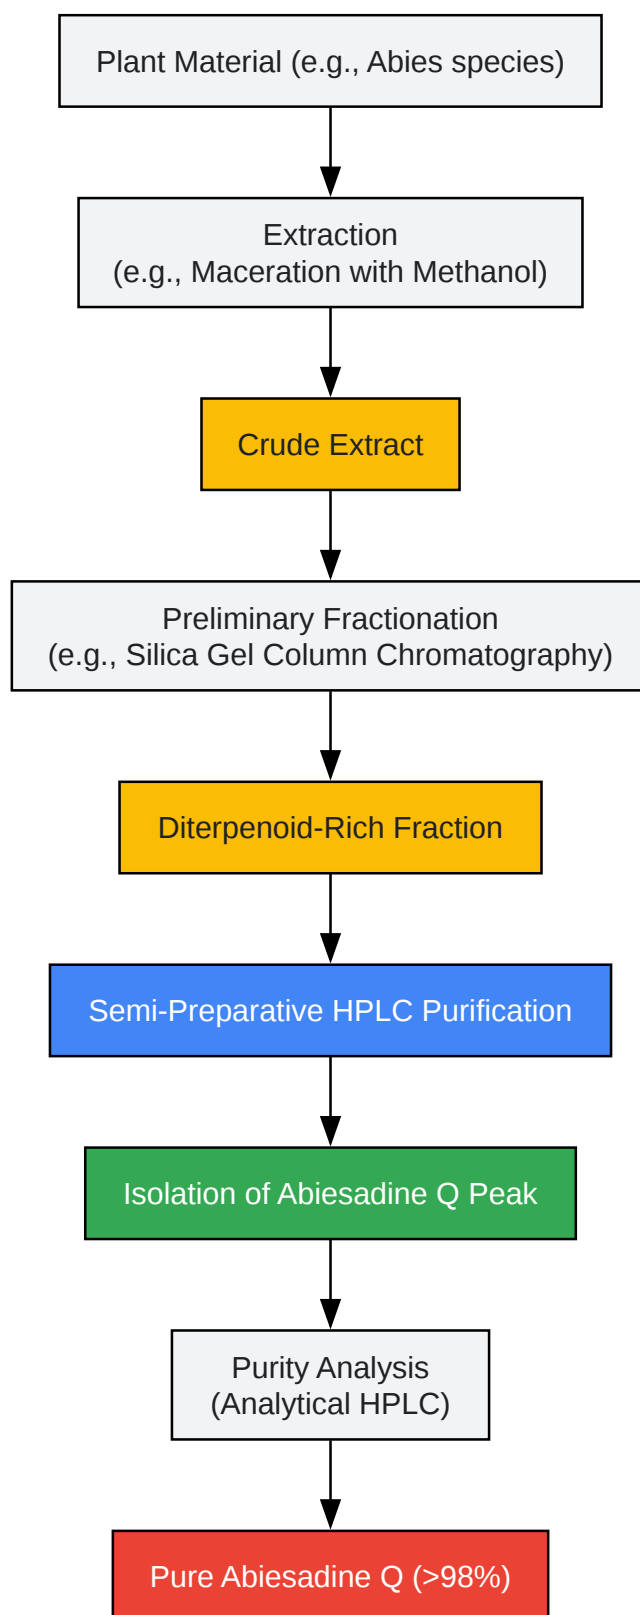 Plant Material (e.g., Abies species)
Extraction
(e.g., Maceration with Methanol)
Crude Extract
Preliminary Fractionation
(e.g., Silica Gel Column Chromatography)
Diterpenoid-Rich Fraction
Semi-Preparative HPLC Purification
Isolation of Abiesadine Q Peak
Purity Analysis
(Analytical HPLC)
Pure Abiesadine Q (>98%)